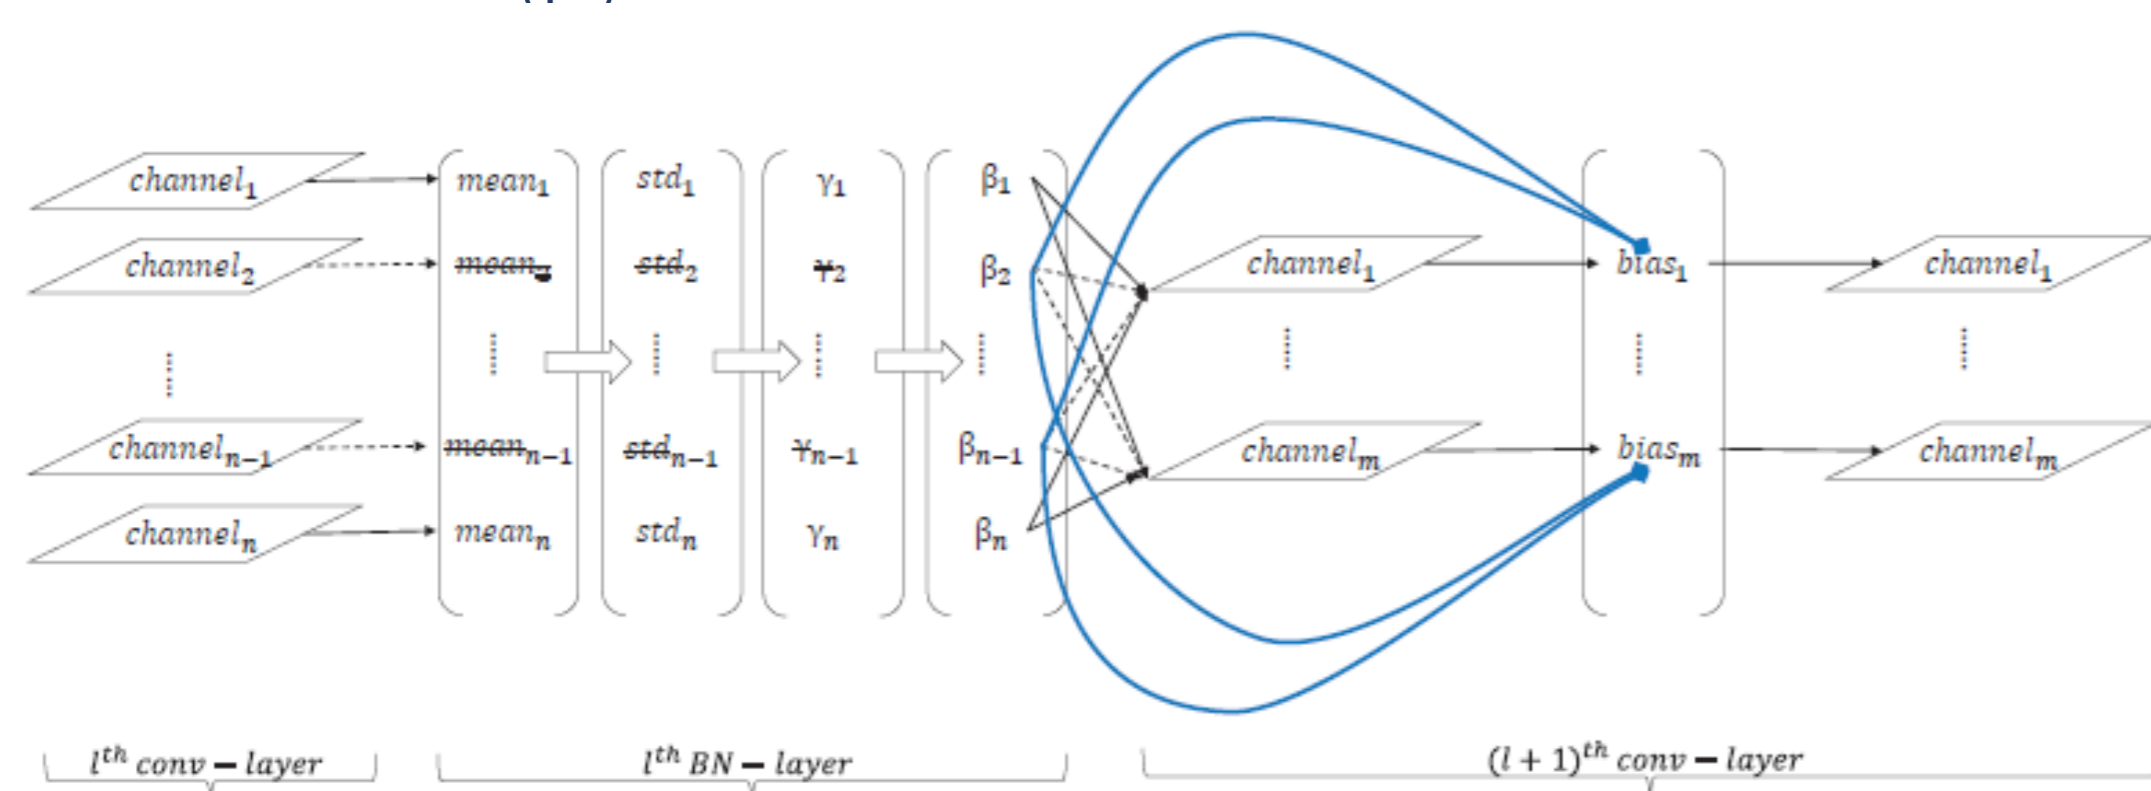 channel₁ mean₁ std₁ γ₁ β₁
channel₂ mean₂ std₂ γ₂ β₂ channel₁ bias₁ channel₁
channelₙ₋₁ meanₙ₋₁ stdₙ₋₁ γₙ₋₁ βₙ₋₁ channelₘ biasₘ channelₘ
channelₙ meanₙ stdₙ γₙ βₙ
lᵗʰ conv − layer lᵗʰ BN − layer (l + 1)ᵗʰ conv − layer